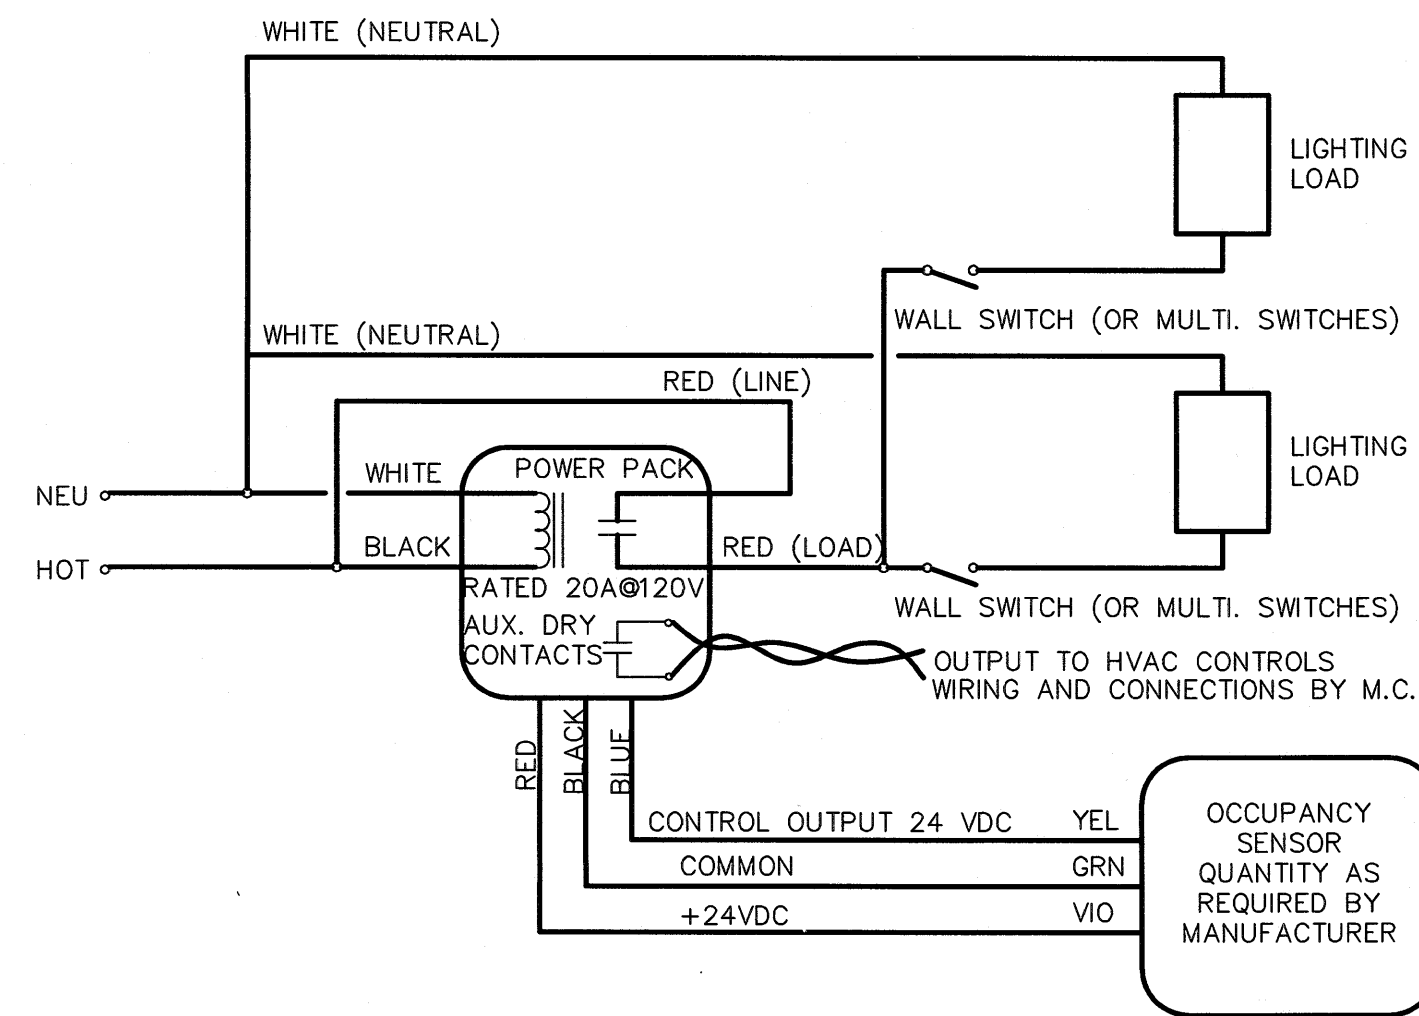 WHITE (NEUTRAL)
LIGHTING
LOAD
WALL SWITCH (OR MULTI. SWITCHES)
WHITE (NEUTRAL)
RED (LINE)
LIGHTING
LOAD
WHITE
POWER PACK
NEU
HOT
BLACK
RED (LOAD)
RATED 20A@120V
WALL SWITCH (OR MULTI. SWITCHES)
AUX. DRY
CONTACTS
OUTPUT TO HVAC CONTROLS
WIRING AND CONNECTIONS BY M.C.
RED
BLACK
BLUE
CONTROL OUTPUT 24 VDC
YEL
COMMON
GRN
+24VDC
VIO
OCCUPANCY
SENSOR
QUANTITY AS
REQUIRED BY
MANUFACTURER